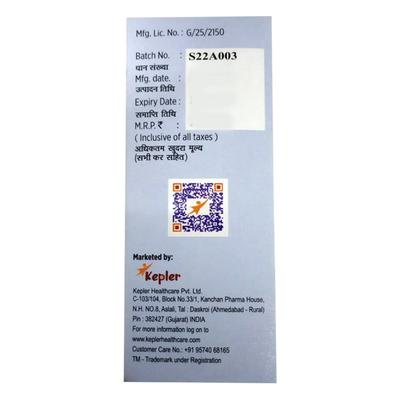 Mfg. Lic. No. : G/25/2150
Batch No. : S22A003
घान संख्या
Mfg. date. :
उत्पादन तिथि
Expiry Date :
समाप्ति तिथि
M.R.P. ₹ :
( Inclusive of all taxes )
अधिकतम खुदरा मूल्य
(सभी कर सहित)
Marketed by:
Kepler
Kepler Healthcare Pvt. Ltd.
C-103/104, Block No.33/1, Kanchan Pharma House,
N.H. NO.8, Aslali, Tal : Daskroi (Ahmedabad - Rural)
Pin : 382427 (Gujarat) INDIA
For more information log on to
www.keplerhealthcare.com
Customer Care No.: +91 95740 68165
TM - Trademark under Registration